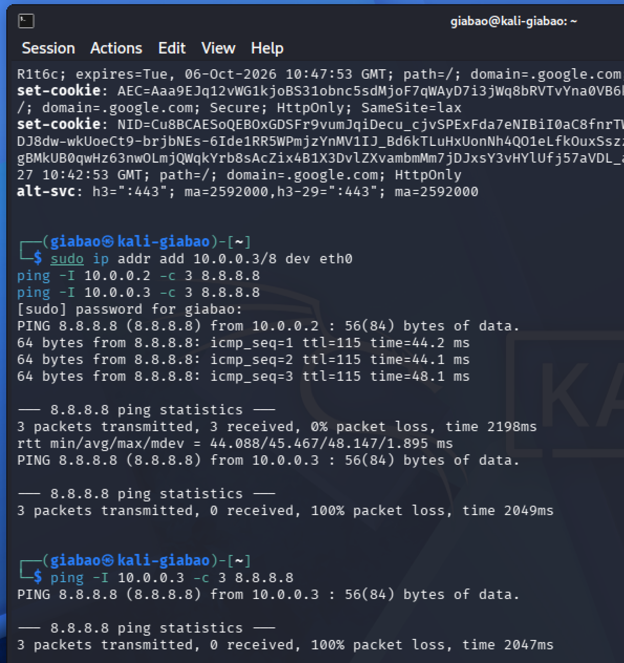 giabao@kali-giabao: ~
Session Actions Edit View Help
R1t6c; expires=Tue, 06-Oct-2026 10:47:53 GMT; path=/; domain=.google.com
set-cookie: AEC=Aaa9EJq12vWG1kjoBS31obnc5sdMjoF7qWAyD7i3jWq8bRVTvYna0VB6
/; domain=.google.com; Secure; HttpOnly; SameSite=lax
set-cookie: NID=Cu8BCAESoQEBOxGDSFr9vumJqiDecu_cjvSPExFda7eNIBiI0aC8fnrTW
DJ8dw-wkUoeCt9-brjbNEs-6Ide1RR5WPmjzYnMV1IJ_Bd6kTLuHxUonNh4QO1eLfkOuxSsz
gBMkUB0qwHz63nwOLmjQWqkYrb8sAcZix4B1X3DvlZXvambmMm7jDJxsY3vHYlUfj57aVDL_
27 10:42:53 GMT; path=/; domain=.google.com; HttpOnly
alt-svc: h3=":443"; ma=2592000,h3-29=":443"; ma=2592000
┌──(giabao㉿kali-giabao)-[~]
└─$ sudo ip addr add 10.0.0.3/8 dev eth0
ping -I 10.0.0.2 -c 3 8.8.8.8
ping -I 10.0.0.3 -c 3 8.8.8.8
[sudo] password for giabao:
PING 8.8.8.8 (8.8.8.8) from 10.0.0.2 : 56(84) bytes of data.
64 bytes from 8.8.8.8: icmp_seq=1 ttl=115 time=44.2 ms
64 bytes from 8.8.8.8: icmp_seq=2 ttl=115 time=44.1 ms
64 bytes from 8.8.8.8: icmp_seq=3 ttl=115 time=48.1 ms
--- 8.8.8.8 ping statistics ---
3 packets transmitted, 3 received, 0% packet loss, time 2198ms
rtt min/avg/max/mdev = 44.088/45.467/48.147/1.895 ms
PING 8.8.8.8 (8.8.8.8) from 10.0.0.3 : 56(84) bytes of data.
--- 8.8.8.8 ping statistics ---
3 packets transmitted, 0 received, 100% packet loss, time 2049ms
┌──(giabao㉿kali-giabao)-[~]
└─$ ping -I 10.0.0.3 -c 3 8.8.8.8
PING 8.8.8.8 (8.8.8.8) from 10.0.0.3 : 56(84) bytes of data.
--- 8.8.8.8 ping statistics ---
3 packets transmitted, 0 received, 100% packet loss, time 2047ms